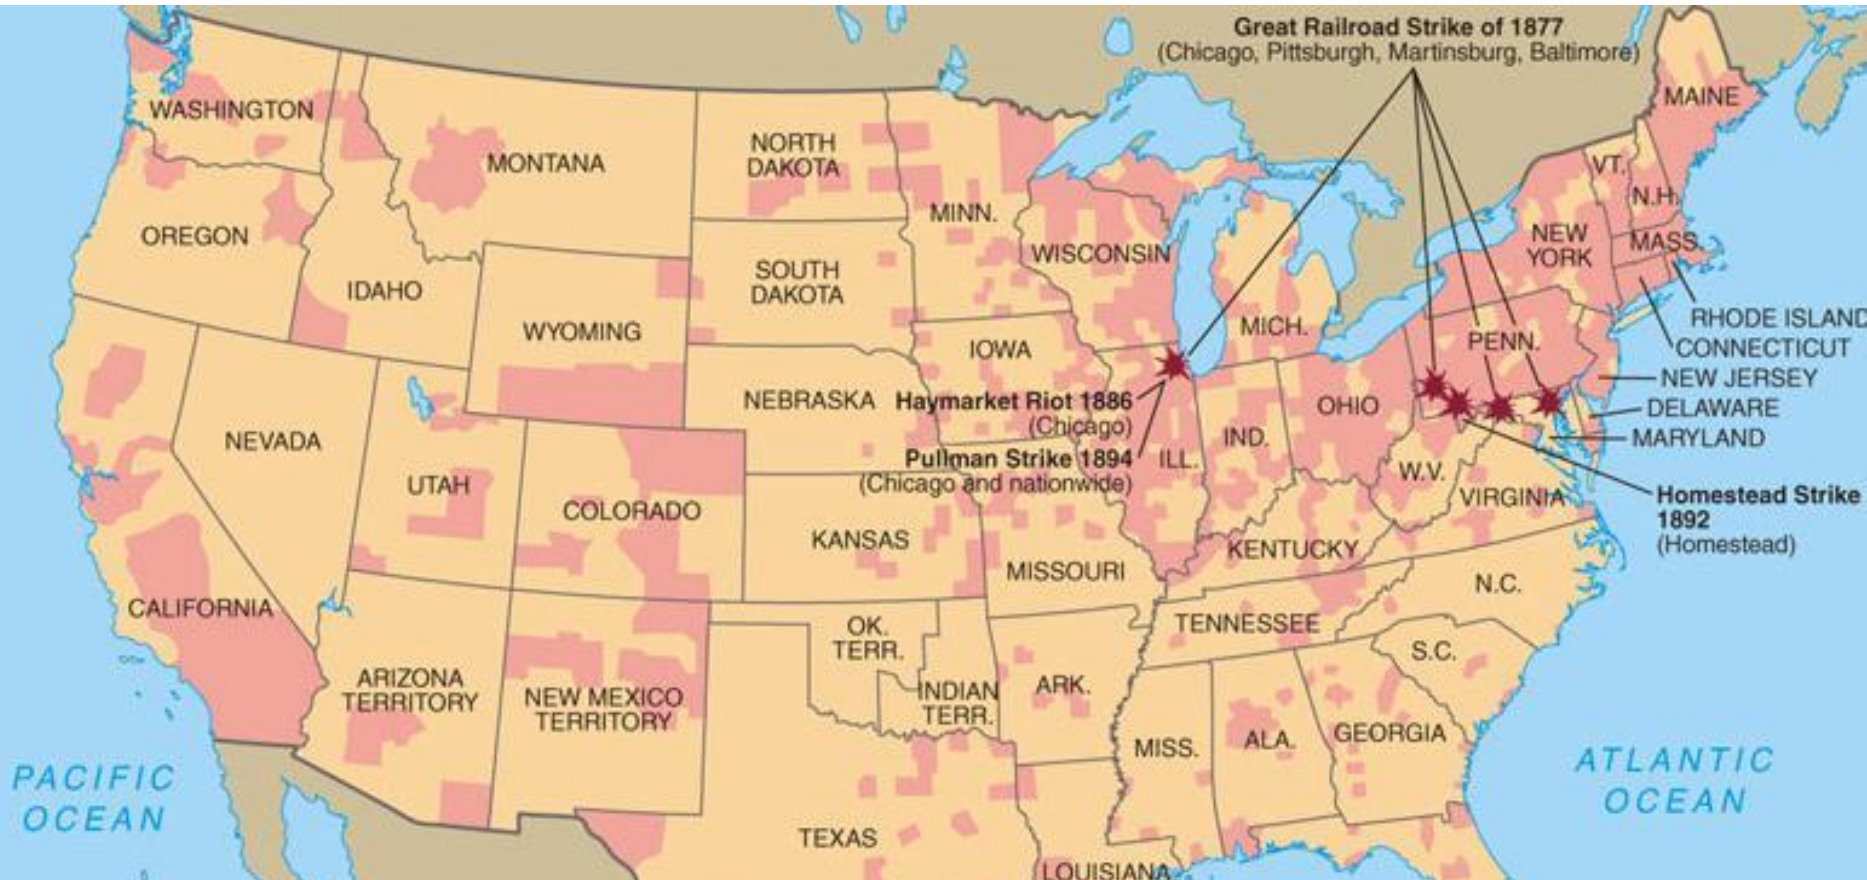 Great Railroad Strike of 1877
(Chicago, Pittsburgh, Martinsburg, Baltimore)
MAINE
WASHINGTON
MONTANA
NORTH
DAKOTA
MINN.
VT.
N.H.
OREGON
IDAHO
SOUTH
DAKOTA
WISCONSIN
NEW
YORK
MASS.
WYOMING
IOWA
MICH.
PENN.
RHODE ISLAND
CONNECTICUT
NEW JERSEY
DELAWARE
MARYLAND
NEVADA
NEBRASKA
Haymarket Riot 1886
(Chicago)
Pullman Strike 1894
(Chicago and nationwide)
ILL.
IND.
OHIO
W.V.
VIRGINIA
Homestead Strike
1892
(Homestead)
UTAH
COLORADO
KANSAS
MISSOURI
KENTUCKY
CALIFORNIA
ARIZONA
TERRITORY
NEW MEXICO
TERRITORY
OK.
TERR.
INDIAN
TERR.
ARK.
TENNESSEE
N.C.
S.C.
MISS.
ALA.
GEORGIA
TEXAS
LOUISIANA
PACIFIC
OCEAN
ATLANTIC
OCEAN